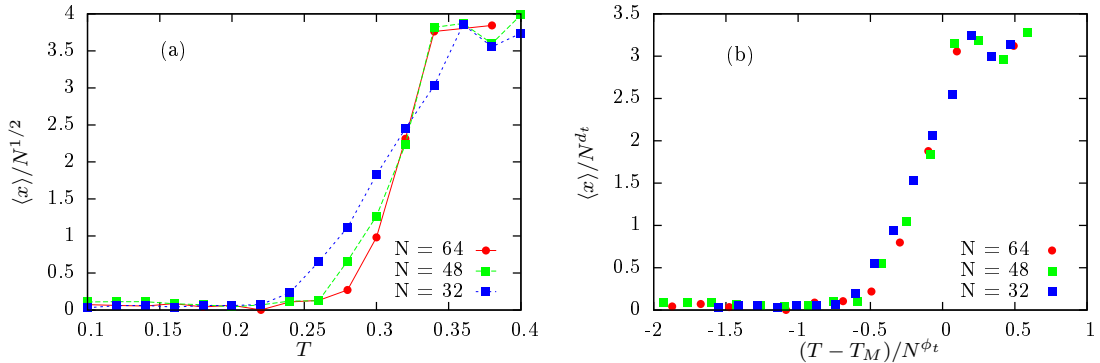 (a)
⟨x⟩/N^{1/2}
4
3.5
3
2.5
2
1.5
1
0.5
0
N = 64
N = 48
N = 32
0.1 0.15 0.2 0.25 0.3 0.35 0.4
T
(b)
⟨x⟩/N^{d_t}
3.5
3
2.5
2
1.5
1
0.5
0
N = 64
N = 48
N = 32
-2 -1.5 -1 -0.5 0 0.5 1
(T − T_M)/N^{ϕ_t}